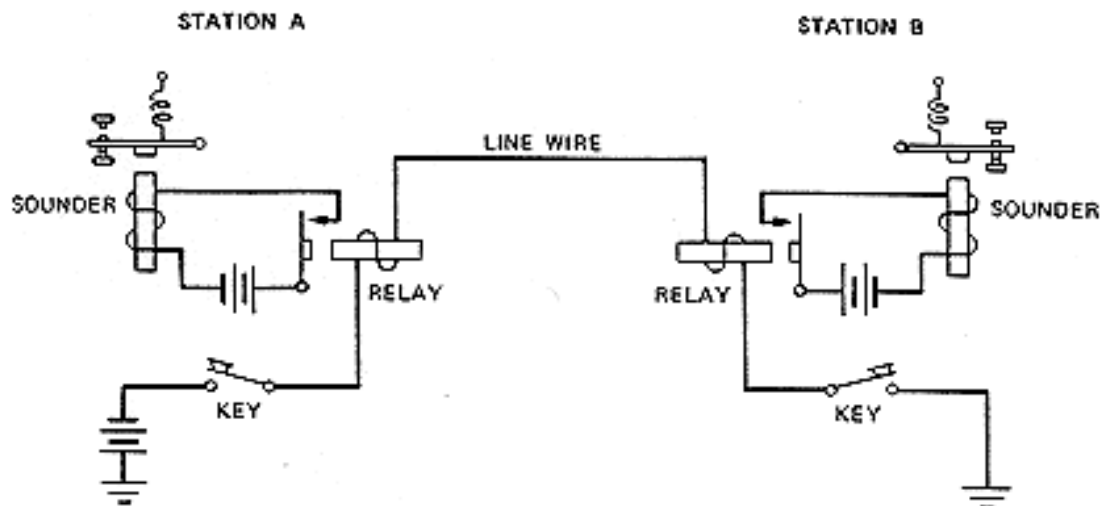 STATION A
STATION B
LINE WIRE
SOUNDER
SOUNDER
RELAY
RELAY
KEY
KEY